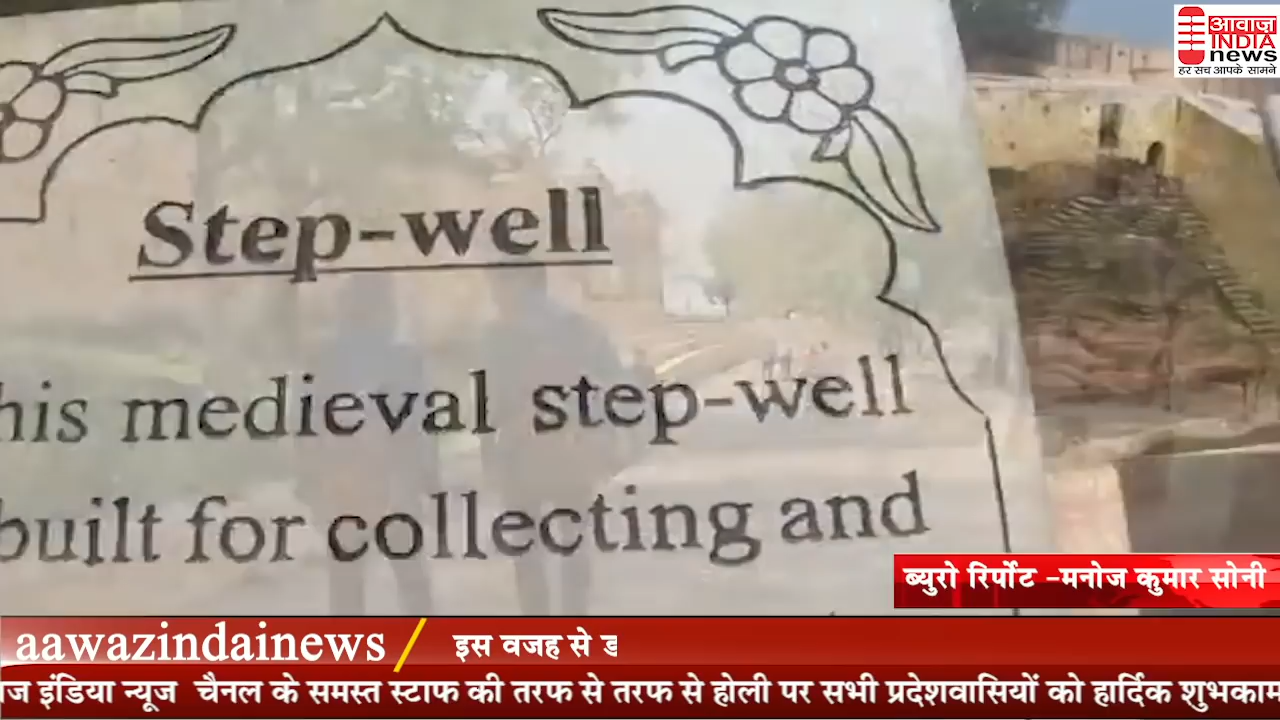 आवाज़
INDIA
news
हर सच आपके सामने
Step-well
his medieval step-well
built for collecting and
ब्युरो रिर्पोट -मनोज कुमार सोनी
aawazindainews
इस वजह से
ज इंडिया न्यूज चैनल के समस्त स्टाफ की तरफ से तरफ से होली पर सभी प्रदेशवासियों को हार्दिक शुभकाम